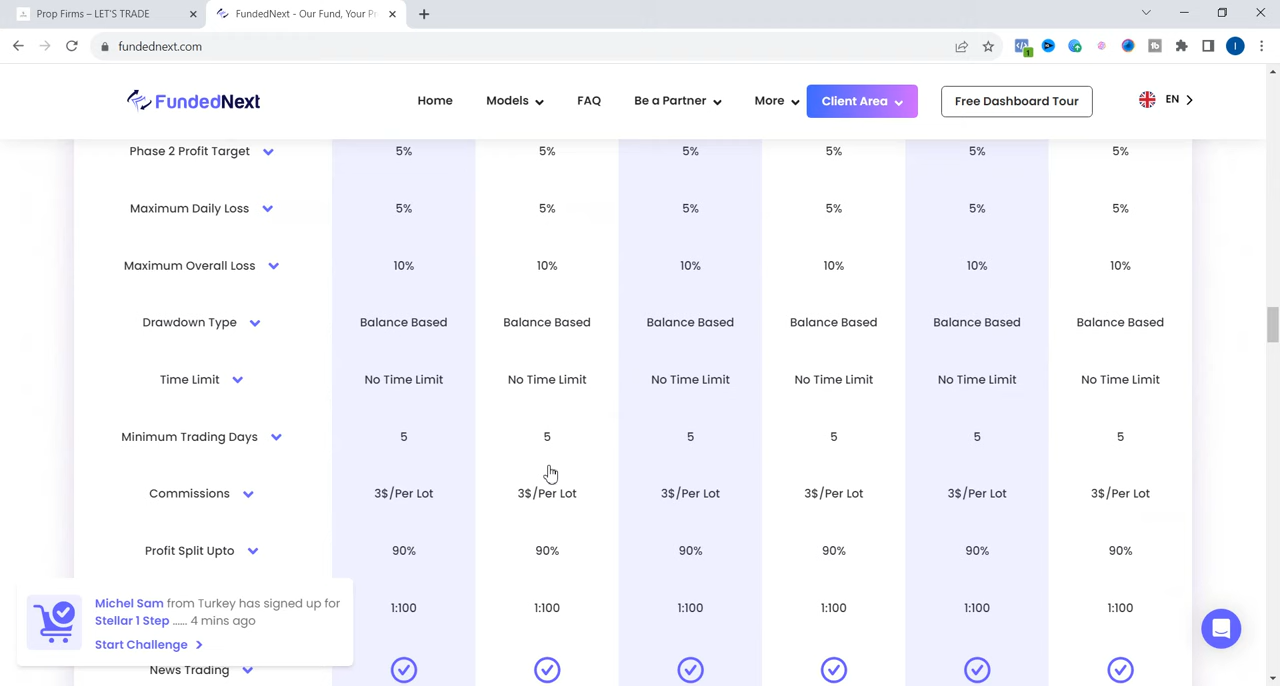 Prop Firms – LET'S TRADE
FundedNext - Our Fund, Your Pr
fundednext.com
1
I
FundedNext
Home
Models
FAQ
Be a Partner
More
Client Area
Free Dashboard Tour
EN
Phase 2 Profit Target 5% 5% 5% 5% 5% 5%
Maximum Daily Loss 5% 5% 5% 5% 5% 5%
Maximum Overall Loss 10% 10% 10% 10% 10% 10%
Drawdown Type Balance Based Balance Based Balance Based Balance Based Balance Based Balance Based
Time Limit No Time Limit No Time Limit No Time Limit No Time Limit No Time Limit No Time Limit
Minimum Trading Days 5 5 5 5 5 5
Commissions 3$/Per Lot 3$/Per Lot 3$/Per Lot 3$/Per Lot 3$/Per Lot 3$/Per Lot
Profit Split Upto 90% 90% 90% 90% 90% 90%
1:100 1:100 1:100 1:100 1:100 1:100
Michel Sam from Turkey has signed up for
Stellar 1 Step ...... 4 mins ago
Start Challenge
News Trading